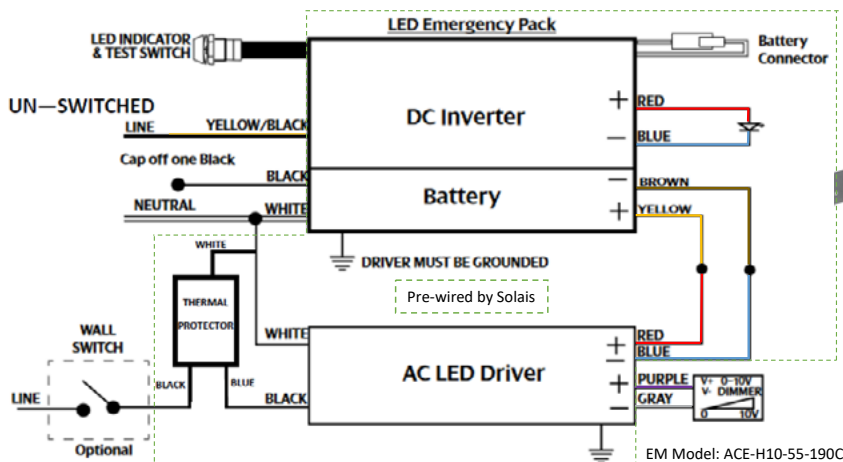 LED Emergency Pack
LED INDICATOR
& TEST SWITCH
Battery
Connector
UN—SWITCHED
LINE
YELLOW/BLACK
DC Inverter
+
RED
−
BLUE
Cap off one Black
BLACK
Battery
−
BROWN
NEUTRAL
WHITE
+
YELLOW
WHITE
DRIVER MUST BE GROUNDED
Pre-wired by Solais
THERMAL
PROTECTOR
WALL
SWITCH
WHITE
AC LED Driver
+
RED
−
BLUE
+
PURPLE
−
GRAY
V+ 0-10V
V- DIMMER
0 10V
LINE
BLACK
BLUE
BLACK
Optional
EM Model: ACE-H10-55-190C